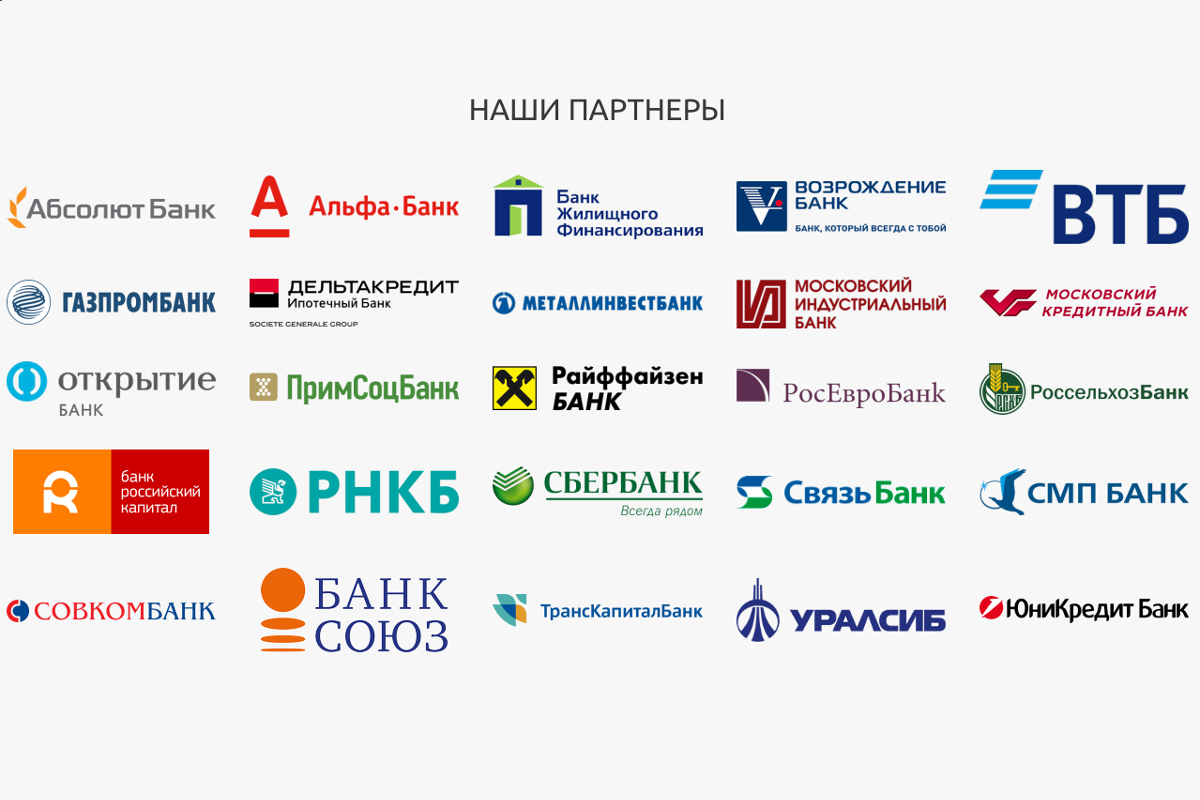 НАШИ ПАРТНЕРЫ
Абсолют Банк
Альфа·Банк
Банк
Жилищного
Финансирования
ВОЗРОЖДЕНИЕ
БАНК
БАНК, КОТОРЫЙ ВСЕГДА С ТОБОЙ
ВТБ
ГАЗПРОМБАНК
ДЕЛЬТАКРЕДИТ
Ипотечный Банк
SOCIETE GENERALE GROUP
МЕТАЛЛИНВЕСТБАНК
МОСКОВСКИЙ
ИНДУСТРИАЛЬНЫЙ
БАНК
МОСКОВСКИЙ
КРЕДИТНЫЙ БАНК
открытие
БАНК
ПримСоцБанк
Райффайзен
БАНК
РосЕвроБанк
РоссельхозБанк
банк
российский
капитал
РНКБ
СБЕРБАНК
Всегда рядом
Связь Банк
СМП БАНК
СОВКОМБАНК
БАНК
СОЮЗ
ТрансКапиталБанк
УРАЛСИБ
ЮниКредит Банк